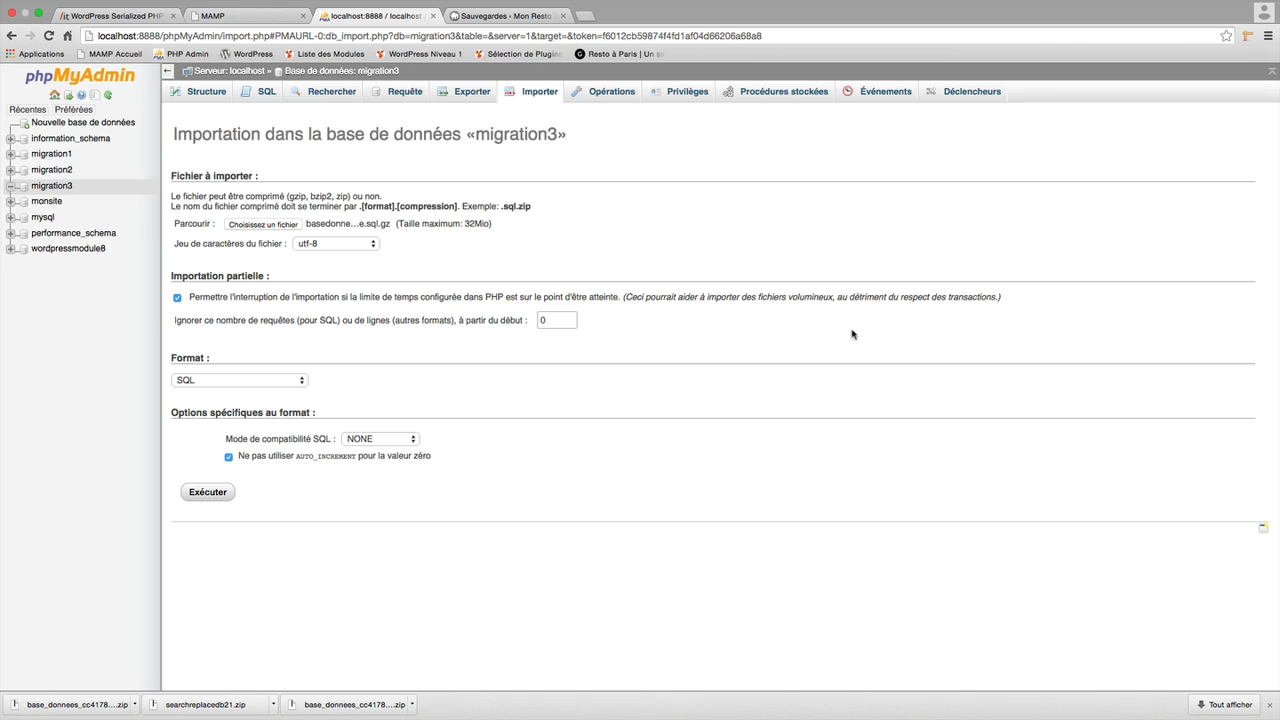 it WordPress Serialized PHP
MAMP
localhost:8888 / localhost
Sauvegardes ‹ Mon Resto
localhost:8888/phpMyAdmin/import.php#PMAURL-0:db_import.php?db=migration3&table=&server=1&target=&token=f6012cb59874f4fd1af04d66206a68a8
Applications
MAMP Accueil
PHP Admin
WordPress
Liste des Modules
WordPress Niveau 1
Sélection de Plugins
Resto à Paris | Un si
phpMyAdmin
Récentes Préférées
Nouvelle base de données
information_schema
migration1
migration2
migration3
monsite
mysql
performance_schema
wordpressmodule8
Serveur: localhost » Base de données: migration3
Structure
SQL
Rechercher
Requête
Exporter
Importer
Opérations
Privilèges
Procédures stockées
Événements
Déclencheurs
Importation dans la base de données «migration3»
Fichier à importer :
Le fichier peut être comprimé (gzip, bzip2, zip) ou non.
Le nom du fichier comprimé doit se terminer par .[format].[compression]. Exemple: .sql.zip
Parcourir : Choisissez un fichier basedonne...e.sql.gz (Taille maximum: 32Mio)
Jeu de caractères du fichier : utf-8
Importation partielle :
Permettre l'interruption de l'importation si la limite de temps configurée dans PHP est sur le point d'être atteinte. (Ceci pourrait aider à importer des fichiers volumineux, au détriment du respect des transactions.)
Ignorer ce nombre de requêtes (pour SQL) ou de lignes (autres formats), à partir du début : 0
Format :
SQL
Options spécifiques au format :
Mode de compatibilité SQL : NONE
Ne pas utiliser AUTO_INCREMENT pour la valeur zéro
Exécuter
base_donnees_cc4178....zip
searchreplacedb21.zip
base_donnees_cc4178....zip
Tout afficher